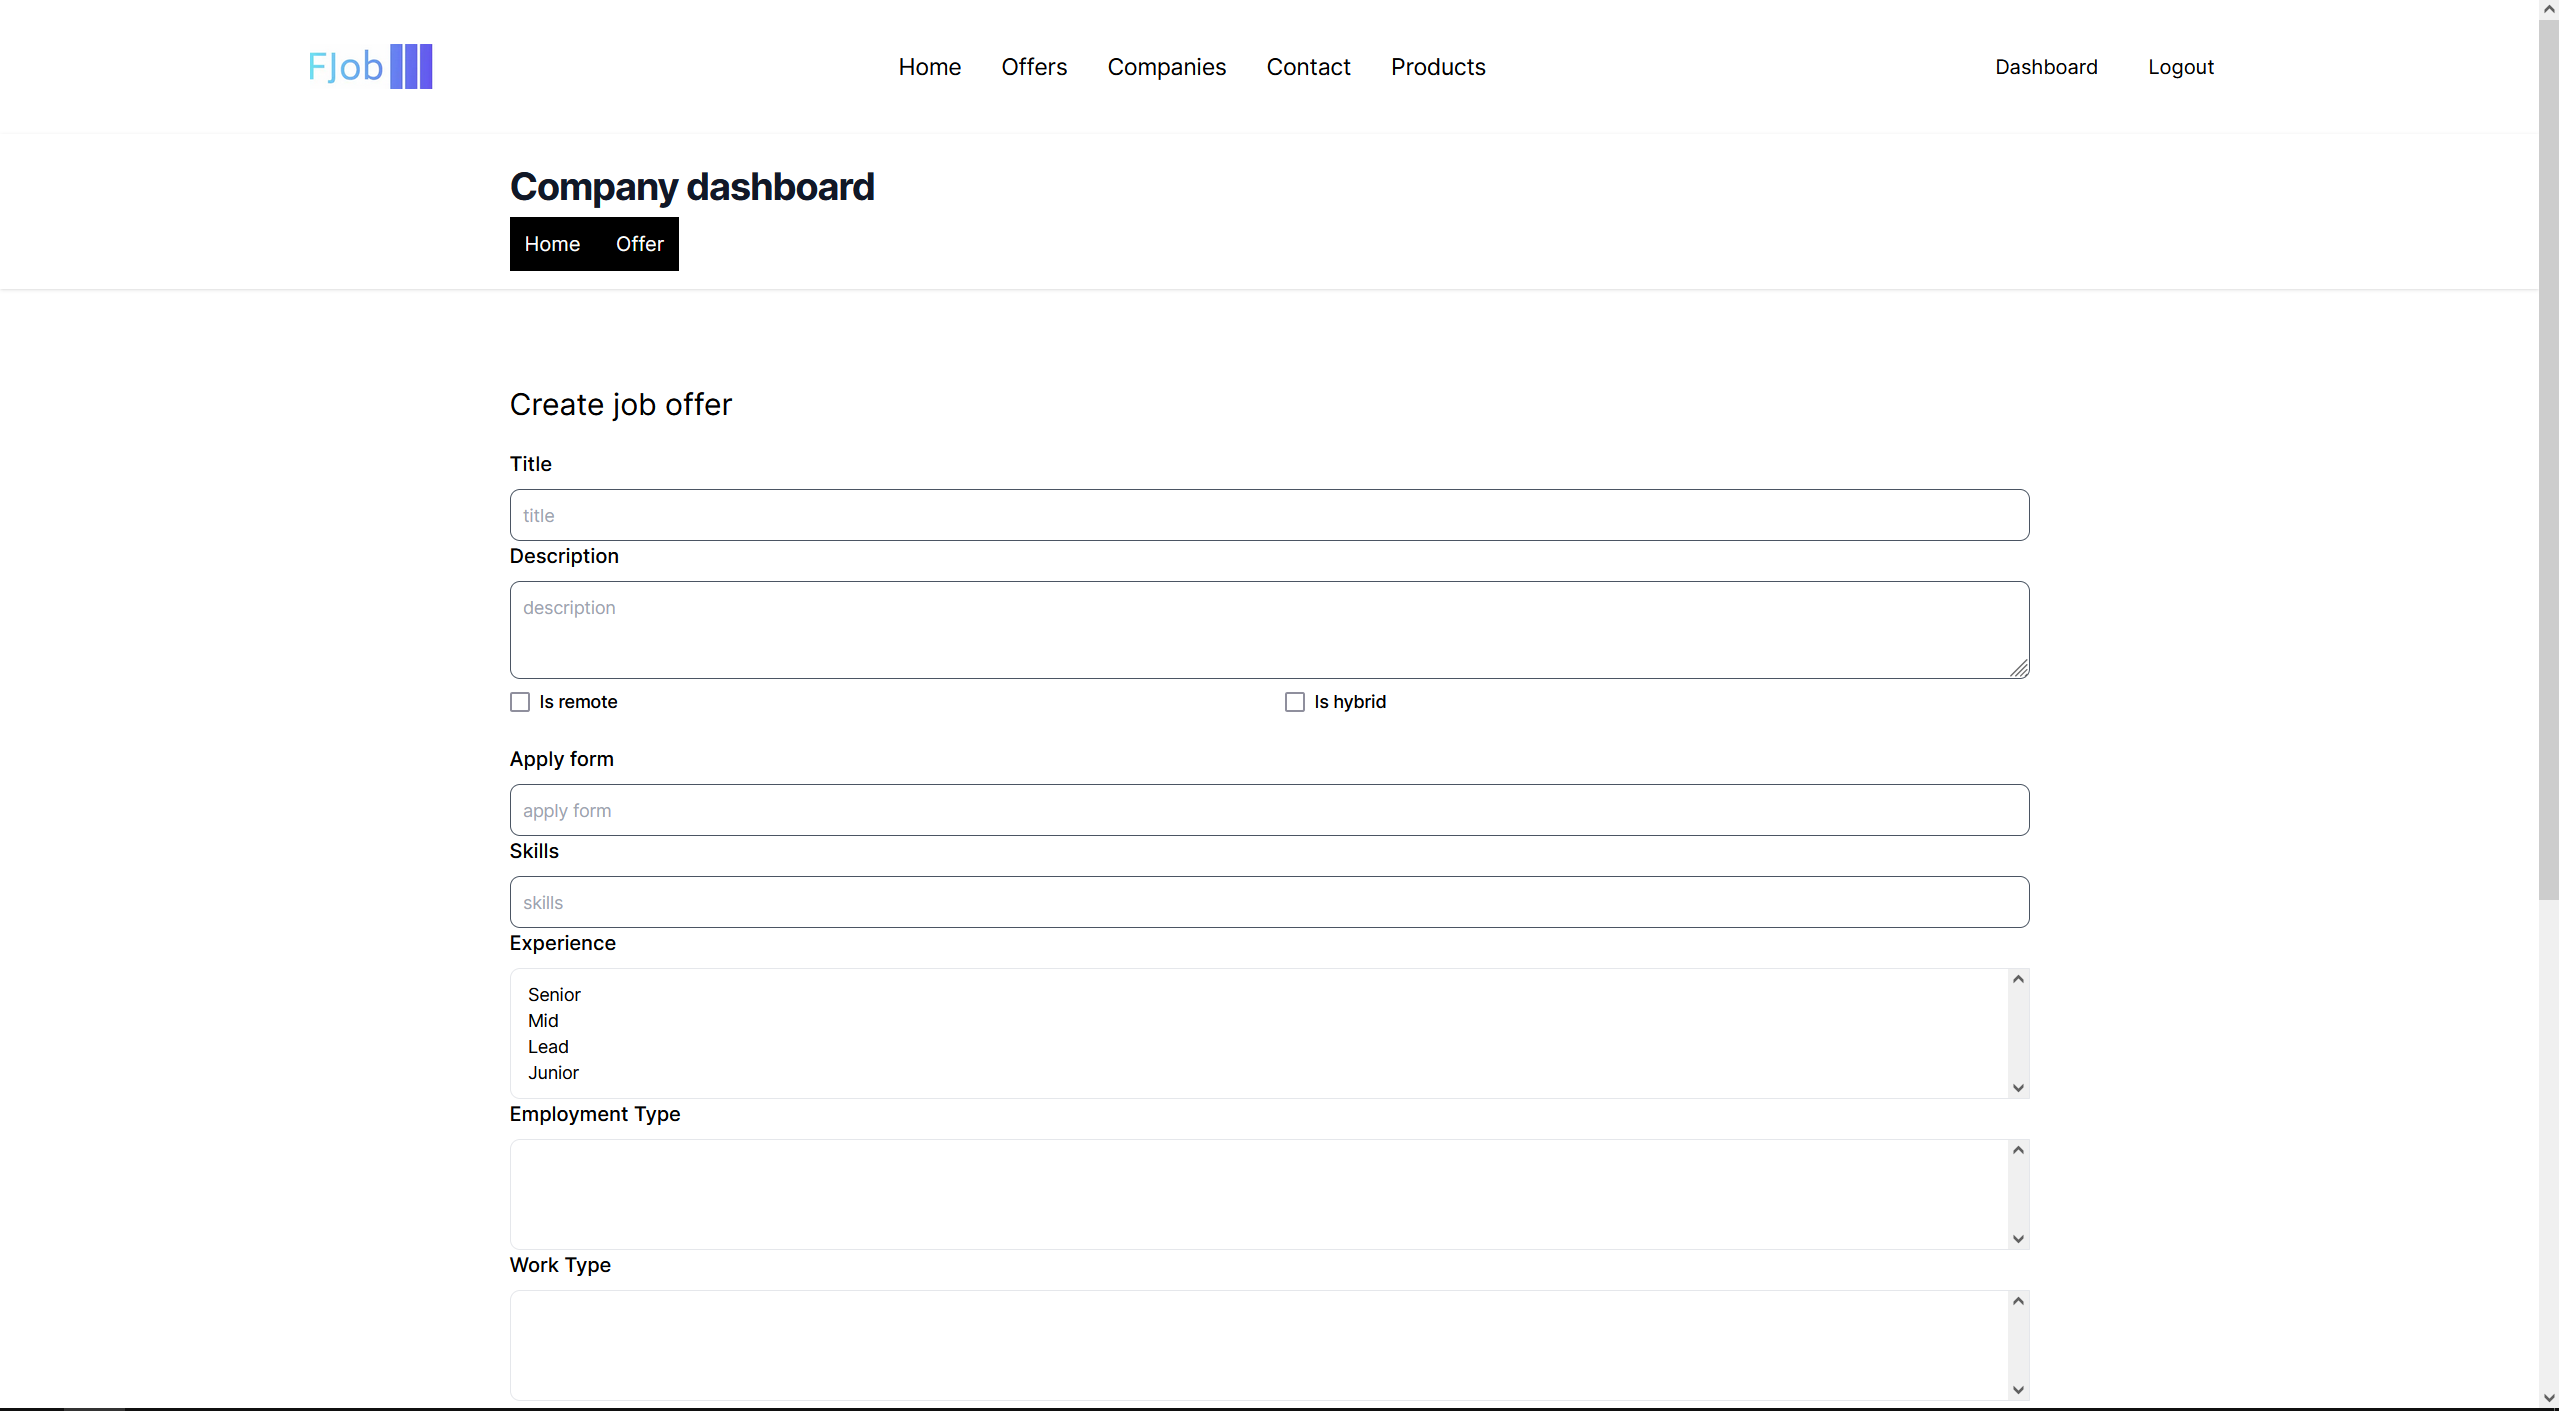 FJob
Home Offers Companies Contact Products
Dashboard Logout
Company dashboard
Home Offer
Create job offer
Title
title
Description
description
Is remote Is hybrid
Apply form
apply form
Skills
skills
Experience
Senior
Mid
Lead
Junior
Employment Type
Work Type